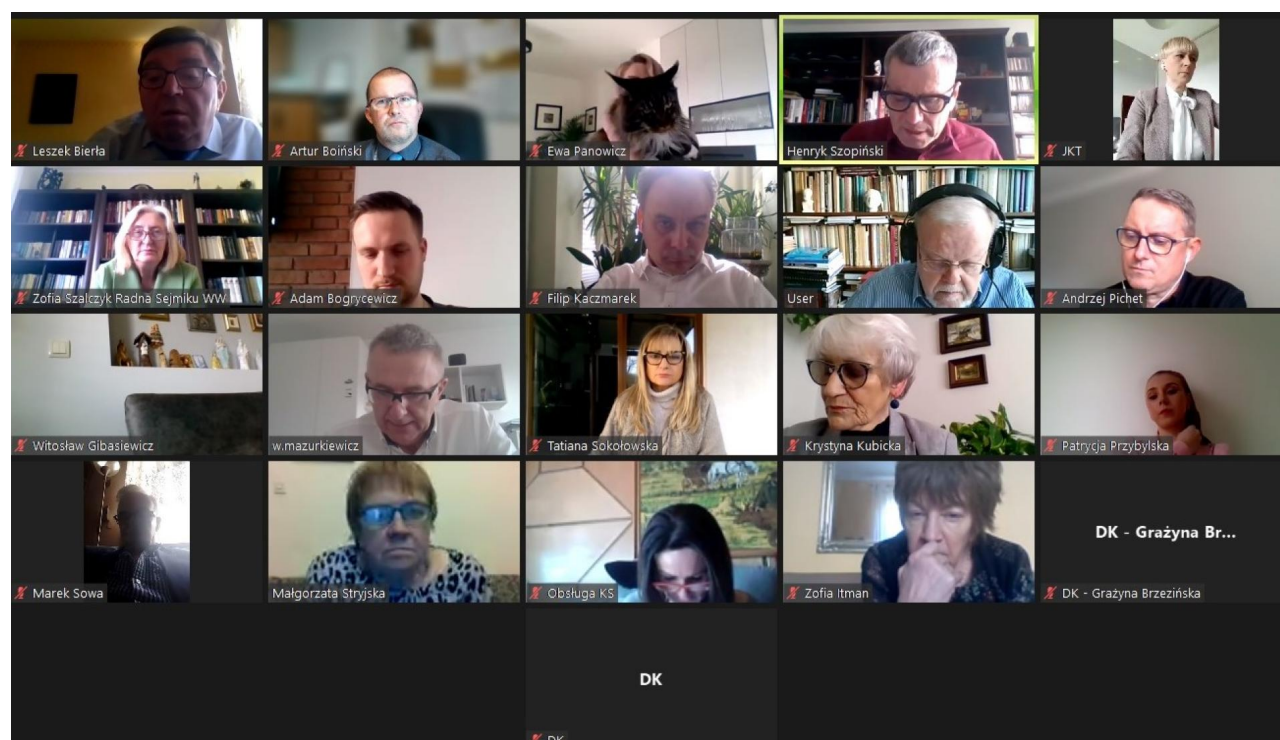 Leszek Bierła
Artur Boiński
Ewa Panowicz
Henryk Szopiński
JKT
Zofia Szalczyk Radna Sejmiku WW
Adam Bogrycewicz
Filip Kaczmarek
User
Andrzej Pichet
Witosław Gibasiewicz
w.mazurkiewicz
Tatiana Sokołowska
Krystyna Kubicka
Patrycja Przybylska
Marek Sowa
Małgorzata Stryjska
Obsługa KS
Zofia Itman
DK - Grażyna Br...
DK - Grażyna Brzezińska
DK
DK